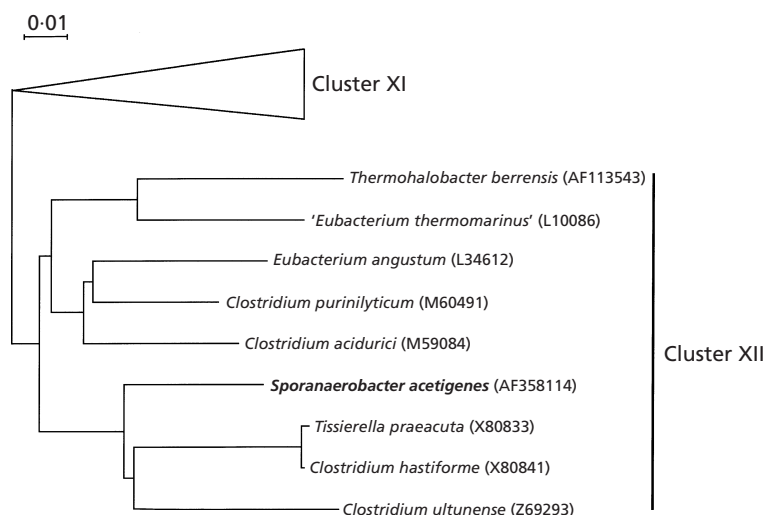 0·01
Cluster XI
Thermohalobacter berrensis (AF113543)
'Eubacterium thermomarinus' (L10086)
Eubacterium angustum (L34612)
Clostridium purinilyticum (M60491)
Clostridium acidurici (M59084)
Cluster XII
Sporanaerobacter acetigenes (AF358114)
Tissierella praeacuta (X80833)
Clostridium hastiforme (X80841)
Clostridium ultunense (Z69293)